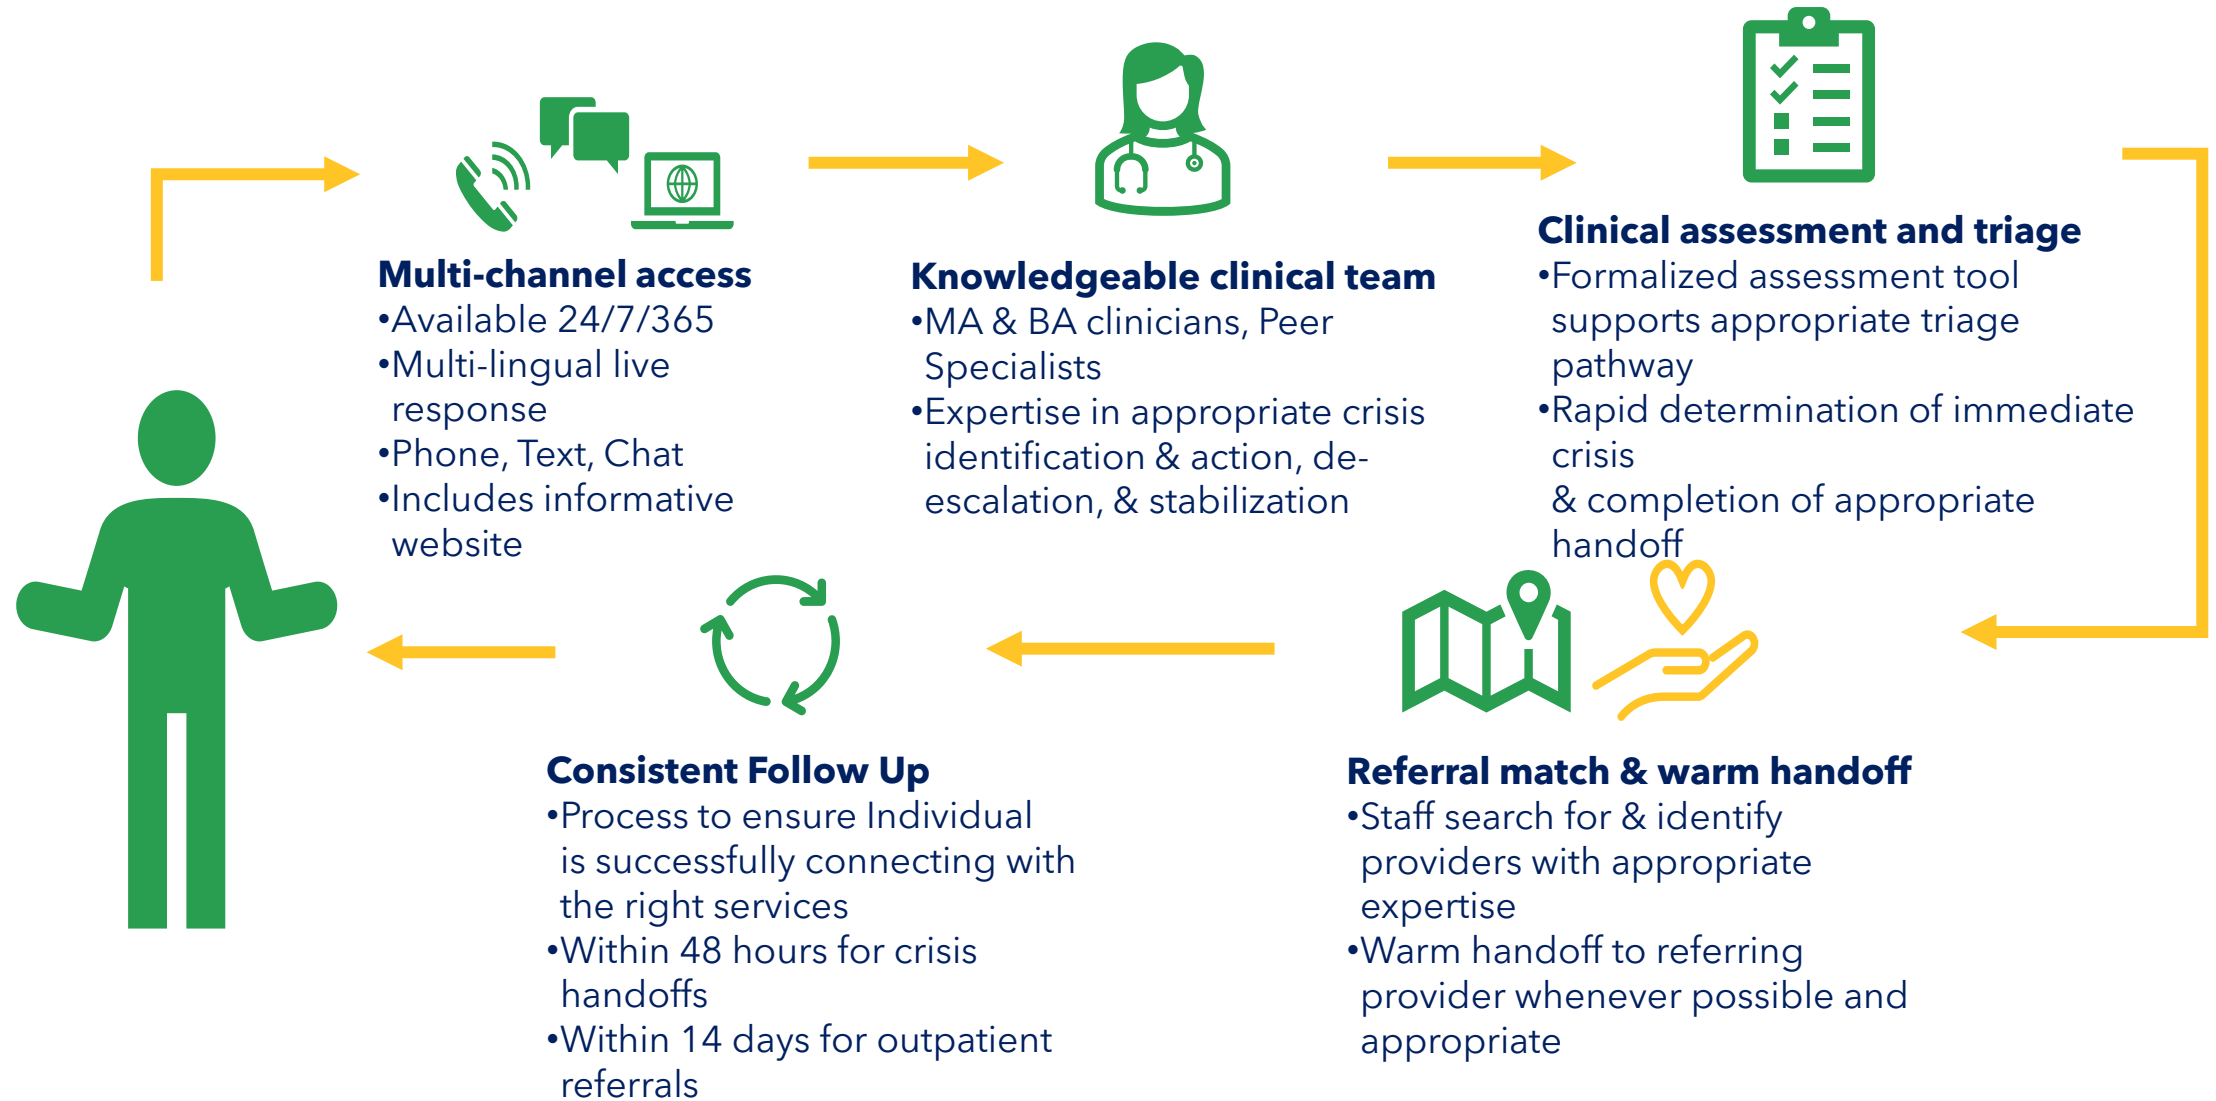 Multi-channel access
•Available 24/7/365
•Multi-lingual live
response
•Phone, Text, Chat
•Includes informative
website
Knowledgeable clinical team
•MA & BA clinicians, Peer
Specialists
•Expertise in appropriate crisis
identification & action, de-
escalation, & stabilization
Clinical assessment and triage
•Formalized assessment tool
supports appropriate triage
pathway
•Rapid determination of immediate
crisis
& completion of appropriate
handoff
Referral match & warm handoff
•Staff search for & identify
providers with appropriate
expertise
•Warm handoff to referring
provider whenever possible and
appropriate
Consistent Follow Up
•Process to ensure Individual
is successfully connecting with
the right services
•Within 48 hours for crisis
handoffs
•Within 14 days for outpatient
referrals